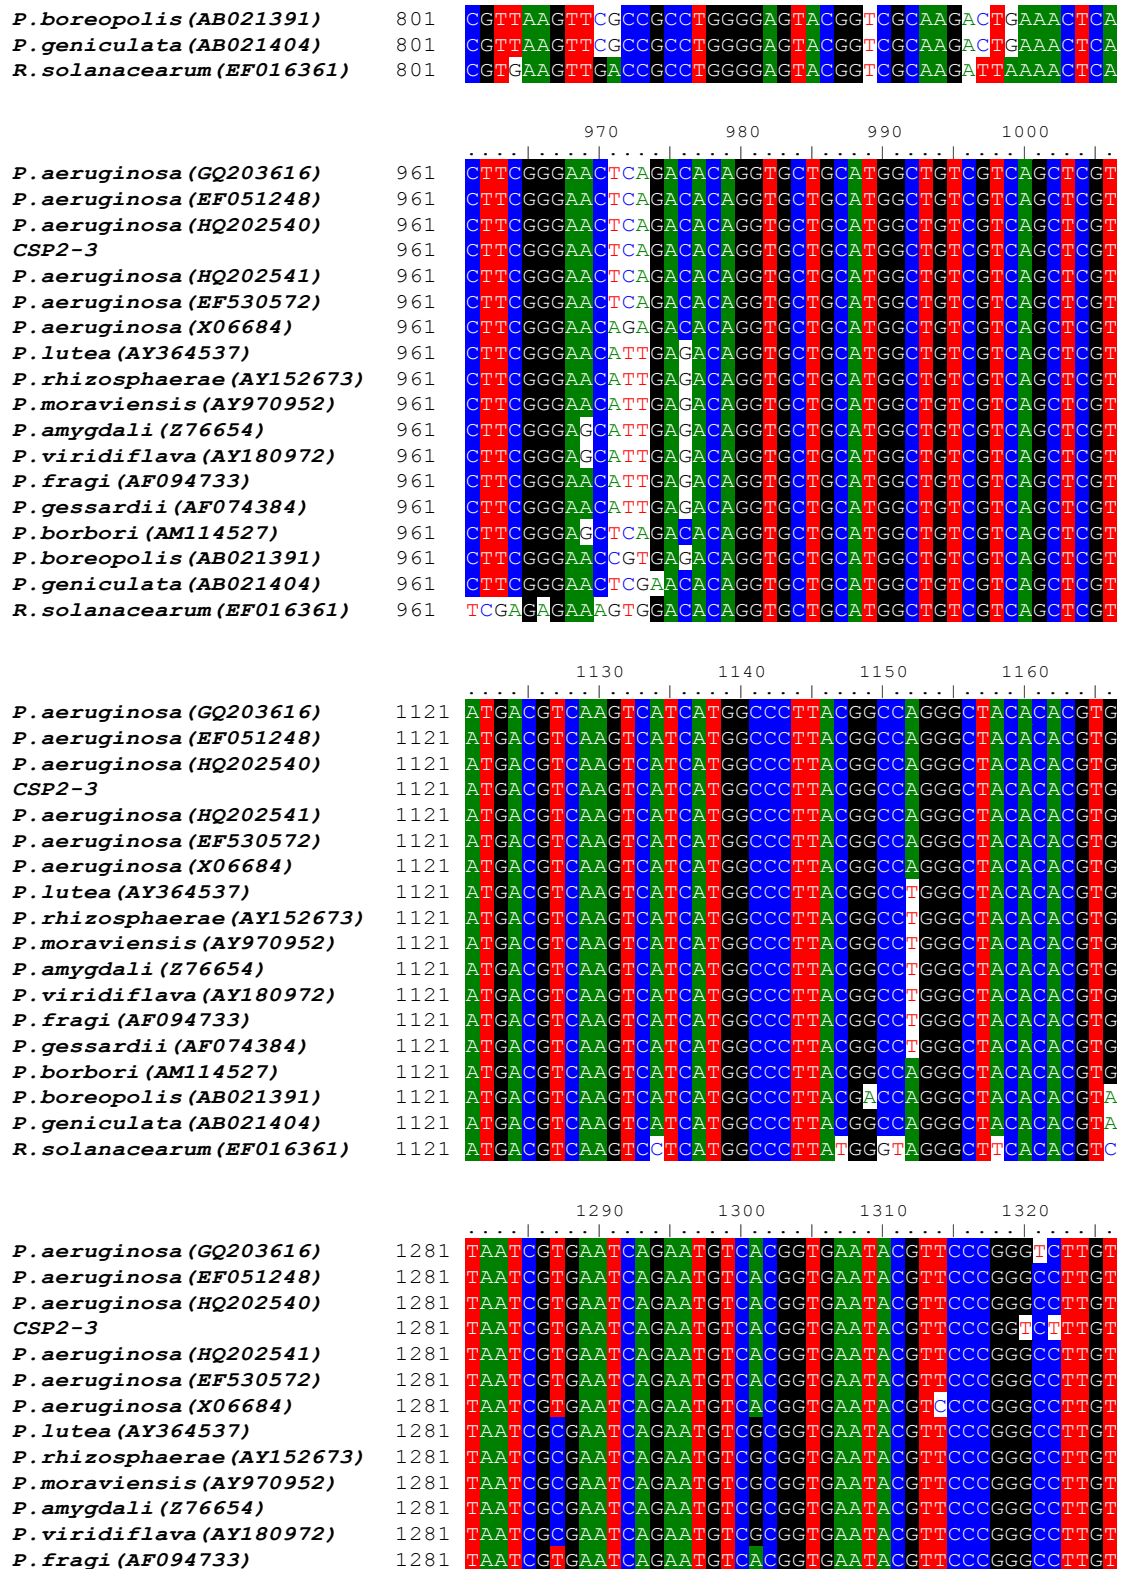 P.boreopolis(AB021391) 801 CGTTAAGTTCGCCGCCTGGGGAGTACGGTCGCAAGACTGAAACTCA
P.geniculata(AB021404) 801 CGTTAAGTTCGCCGCCTGGGGAGTACGGTCGCAAGACTGAAACTCA
R.solanacearum(EF016361) 801 CGTGAAGTTGACCGCCTGGGGAGTACGGTCGCAAGATTAAAACTCA
970 980 990 1000
P.aeruginosa(GQ203616) 961 CTTCGGGAACTCAGACACAGGTGCTGCATGGCTGTCGTCAGCTCGT
P.aeruginosa(EF051248) 961 CTTCGGGAACTCAGACACAGGTGCTGCATGGCTGTCGTCAGCTCGT
P.aeruginosa(HQ202540) 961 CTTCGGGAACTCAGACACAGGTGCTGCATGGCTGTCGTCAGCTCGT
CSP2-3 961 CTTCGGGAACTCAGACACAGGTGCTGCATGGCTGTCGTCAGCTCGT
P.aeruginosa(HQ202541) 961 CTTCGGGAACTCAGACACAGGTGCTGCATGGCTGTCGTCAGCTCGT
P.aeruginosa(EF530572) 961 CTTCGGGAACTCAGACACAGGTGCTGCATGGCTGTCGTCAGCTCGT
P.aeruginosa(X06684) 961 CTTCGGGAACAGAGACACAGGTGCTGCATGGCTGTCGTCAGCTCGT
P.lutea(AY364537) 961 CTTCGGGAACATTGAGACAGGTGCTGCATGGCTGTCGTCAGCTCGT
P.rhizosphaerae(AY152673) 961 CTTCGGGAACATTGAGACAGGTGCTGCATGGCTGTCGTCAGCTCGT
P.moraviensis(AY970952) 961 CTTCGGGAACATTGAGACAGGTGCTGCATGGCTGTCGTCAGCTCGT
P.amygdali(Z76654) 961 CTTCGGGAGCATTGAGACAGGTGCTGCATGGCTGTCGTCAGCTCGT
P.viridiflava(AY180972) 961 CTTCGGGAGCATTGAGACAGGTGCTGCATGGCTGTCGTCAGCTCGT
P.fragi(AF094733) 961 CTTCGGGAACATTGAGACAGGTGCTGCATGGCTGTCGTCAGCTCGT
P.gessardii(AF074384) 961 CTTCGGGAACATTGAGACAGGTGCTGCATGGCTGTCGTCAGCTCGT
P.borbori(AM114527) 961 CTTCGGGAGCTCAGACACAGGTGCTGCATGGCTGTCGTCAGCTCGT
P.boreopolis(AB021391) 961 CTTCGGGAACCGTGAGACAGGTGCTGCATGGCTGTCGTCAGCTCGT
P.geniculata(AB021404) 961 CTTCGGGAACTCGAACACAGGTGCTGCATGGCTGTCGTCAGCTCGT
R.solanacearum(EF016361) 961 TCGAGAGAAAGTGGACACAGGTGCTGCATGGCTGTCGTCAGCTCGT
1130 1140 1150 1160
P.aeruginosa(GQ203616) 1121 ATGACGTCAAGTCATCATGGCCCTTACGGCCAGGGCTACACACGTG
P.aeruginosa(EF051248) 1121 ATGACGTCAAGTCATCATGGCCCTTACGGCCAGGGCTACACACGTG
P.aeruginosa(HQ202540) 1121 ATGACGTCAAGTCATCATGGCCCTTACGGCCAGGGCTACACACGTG
CSP2-3 1121 ATGACGTCAAGTCATCATGGCCCTTACGGCCAGGGCTACACACGTG
P.aeruginosa(HQ202541) 1121 ATGACGTCAAGTCATCATGGCCCTTACGGCCAGGGCTACACACGTG
P.aeruginosa(EF530572) 1121 ATGACGTCAAGTCATCATGGCCCTTACGGCCAGGGCTACACACGTG
P.aeruginosa(X06684) 1121 ATGACGTCAAGTCATCATGGCCCTTACGGCCAGGGCTACACACGTG
P.lutea(AY364537) 1121 ATGACGTCAAGTCATCATGGCCCTTACGGCCTGGGCTACACACGTG
P.rhizosphaerae(AY152673) 1121 ATGACGTCAAGTCATCATGGCCCTTACGGCCTGGGCTACACACGTG
P.moraviensis(AY970952) 1121 ATGACGTCAAGTCATCATGGCCCTTACGGCCTGGGCTACACACGTG
P.amygdali(Z76654) 1121 ATGACGTCAAGTCATCATGGCCCTTACGGCCTGGGCTACACACGTG
P.viridiflava(AY180972) 1121 ATGACGTCAAGTCATCATGGCCCTTACGGCCTGGGCTACACACGTG
P.fragi(AF094733) 1121 ATGACGTCAAGTCATCATGGCCCTTACGGCCTGGGCTACACACGTG
P.gessardii(AF074384) 1121 ATGACGTCAAGTCATCATGGCCCTTACGGCCTGGGCTACACACGTG
P.borbori(AM114527) 1121 ATGACGTCAAGTCATCATGGCCCTTACGGCCAGGGCTACACACGTG
P.boreopolis(AB021391) 1121 ATGACGTCAAGTCATCATGGCCCTTACGACCAGGGCTACACACGTA
P.geniculata(AB021404) 1121 ATGACGTCAAGTCATCATGGCCCTTACGGCCAGGGCTACACACGTA
R.solanacearum(EF016361) 1121 ATGACGTCAAGTCCTCATGGCCCTTATGGGTAGGGCTTCACACGTC
1290 1300 1310 1320
P.aeruginosa(GQ203616) 1281 TAATCGTGAATCAGAATGTCACGGTGAATACGTTCCCGGGTCTTGT
P.aeruginosa(EF051248) 1281 TAATCGTGAATCAGAATGTCACGGTGAATACGTTCCCGGGCCTTGT
P.aeruginosa(HQ202540) 1281 TAATCGTGAATCAGAATGTCACGGTGAATACGTTCCCGGGCCTTGT
CSP2-3 1281 TAATCGTGAATCAGAATGTCACGGTGAATACGTTCCCGGTCTTTGT
P.aeruginosa(HQ202541) 1281 TAATCGTGAATCAGAATGTCACGGTGAATACGTTCCCGGGCCTTGT
P.aeruginosa(EF530572) 1281 TAATCGTGAATCAGAATGTCACGGTGAATACGTTCCCGGGCCTTGT
P.aeruginosa(X06684) 1281 TAATCGTGAATCAGAATGTCACGGTGAATACGTCCCCGGGCCTTGT
P.lutea(AY364537) 1281 TAATCGCGAATCAGAATGTCGCGGTGAATACGTTCCCGGGCCTTGT
P.rhizosphaerae(AY152673) 1281 TAATCGCGAATCAGAATGTCGCGGTGAATACGTTCCCGGGCCTTGT
P.moraviensis(AY970952) 1281 TAATCGCGAATCAGAATGTCGCGGTGAATACGTTCCCGGGCCTTGT
P.amygdali(Z76654) 1281 TAATCGCGAATCAGAATGTCGCGGTGAATACGTTCCCGGGCCTTGT
P.viridiflava(AY180972) 1281 TAATCGCGAATCAGAATGTCGCGGTGAATACGTTCCCGGGCCTTGT
P.fragi(AF094733) 1281 TAATCGTGAATCAGAATGTCACGGTGAATACGTTCCCGGGCCTTGT